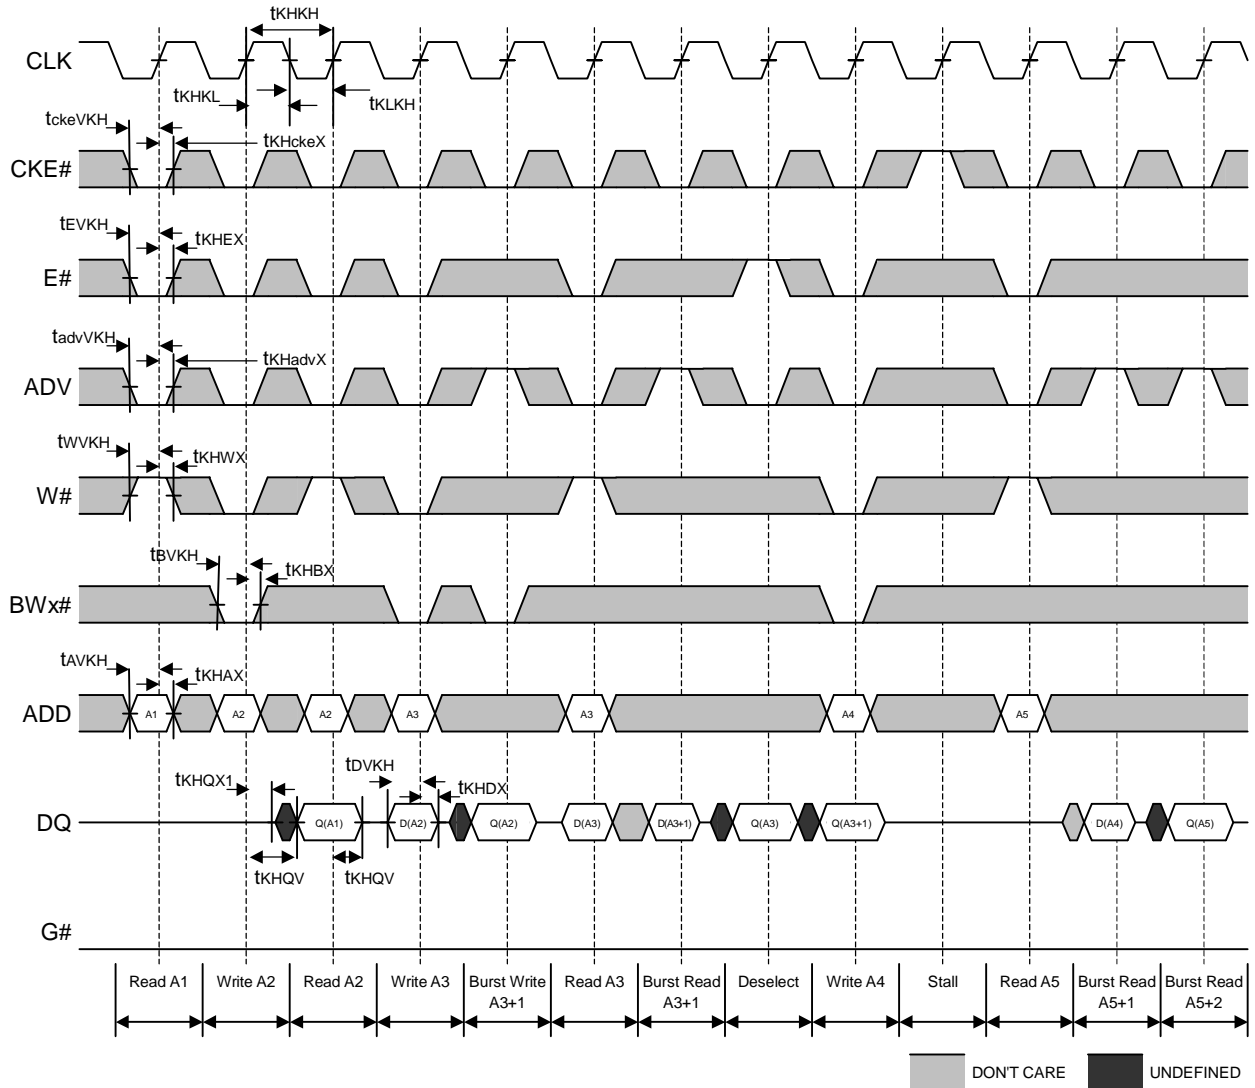 tKHKH
CLK
tKHKL
tKLKH
tckeVKH
tKHckeX
CKE#
tEVKH
tKHEX
E#
tadvVKH
tKHadvX
ADV
tWVKH
tKHWX
W#
tBVKH
tKHBX
BWx#
tAVKH
tKHAX
ADD
A1 A2 A2 A3 A3 A4 A5
tKHQX1
tDVKH
tKHDX
DQ
Q(A1) D(A2) Q(A2) D(A3) D(A3+1) Q(A3) Q(A3+1) D(A4) Q(A5)
tKHQV
tKHQV
G#
Read A1 Write A2 Read A2 Write A3 Burst Write Read A3 Burst Read Deselect Write A4 Stall Read A5 Burst Read Burst Read
A3+1 A3+1 A5+1 A5+2
DON'T CARE UNDEFINED